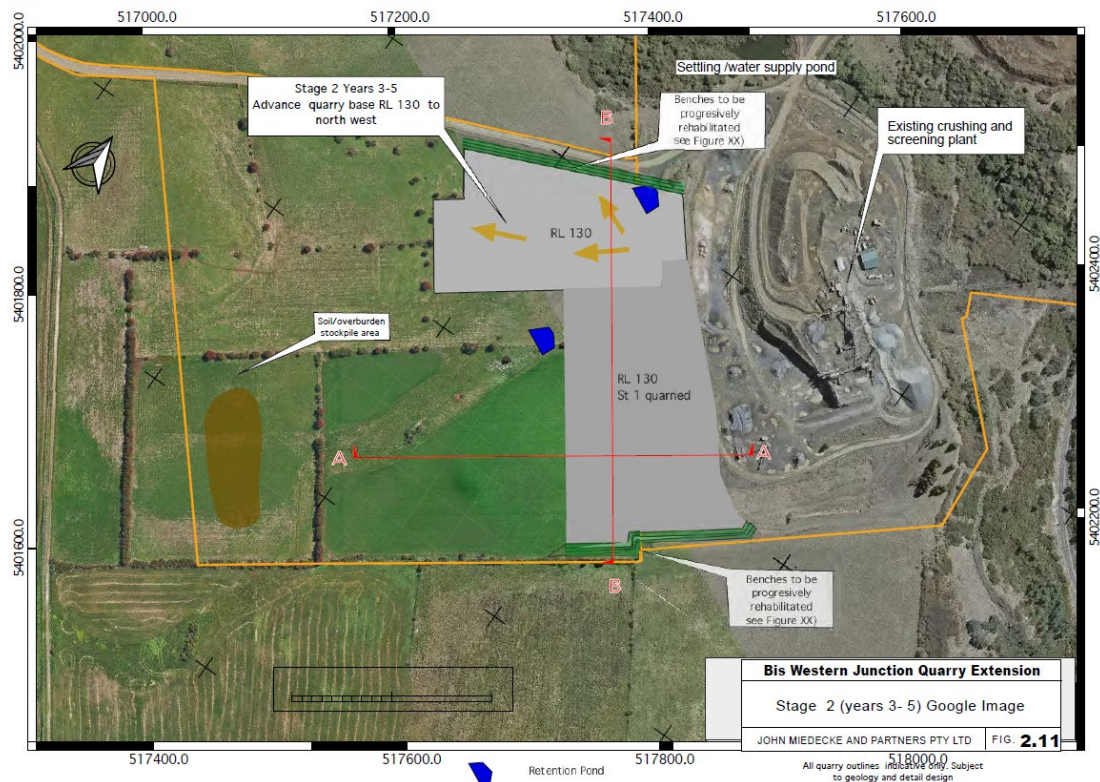 517000.0
517200.0
517400.0
517600.0
5402000.0
Settling /water supply pond
Stage 2 Years 3-5
Advance quarry base RL 130 to
north west
Benches to be
progresively
rehabilitated
see Figure XX)
B
Existing crushing and
screening plant
RL 130
5402400.0
5401800.0
Soil/overburden
stockpile area
RL 130
St 1 quarried
A
A
5402200.0
5401600.0
B
Benches to be
progresively
rehabilitated
see Figure XX)
Bis Western Junction Quarry Extension
Stage 2 (years 3- 5) Google Image
JOHN MIEDECKE AND PARTNERS PTY LTD
FIG. 2.11
517400.0
517600.0
517800.0
518000.0
Retention Pond
All quarry outlines indicative only. Subject
to geology and detail design